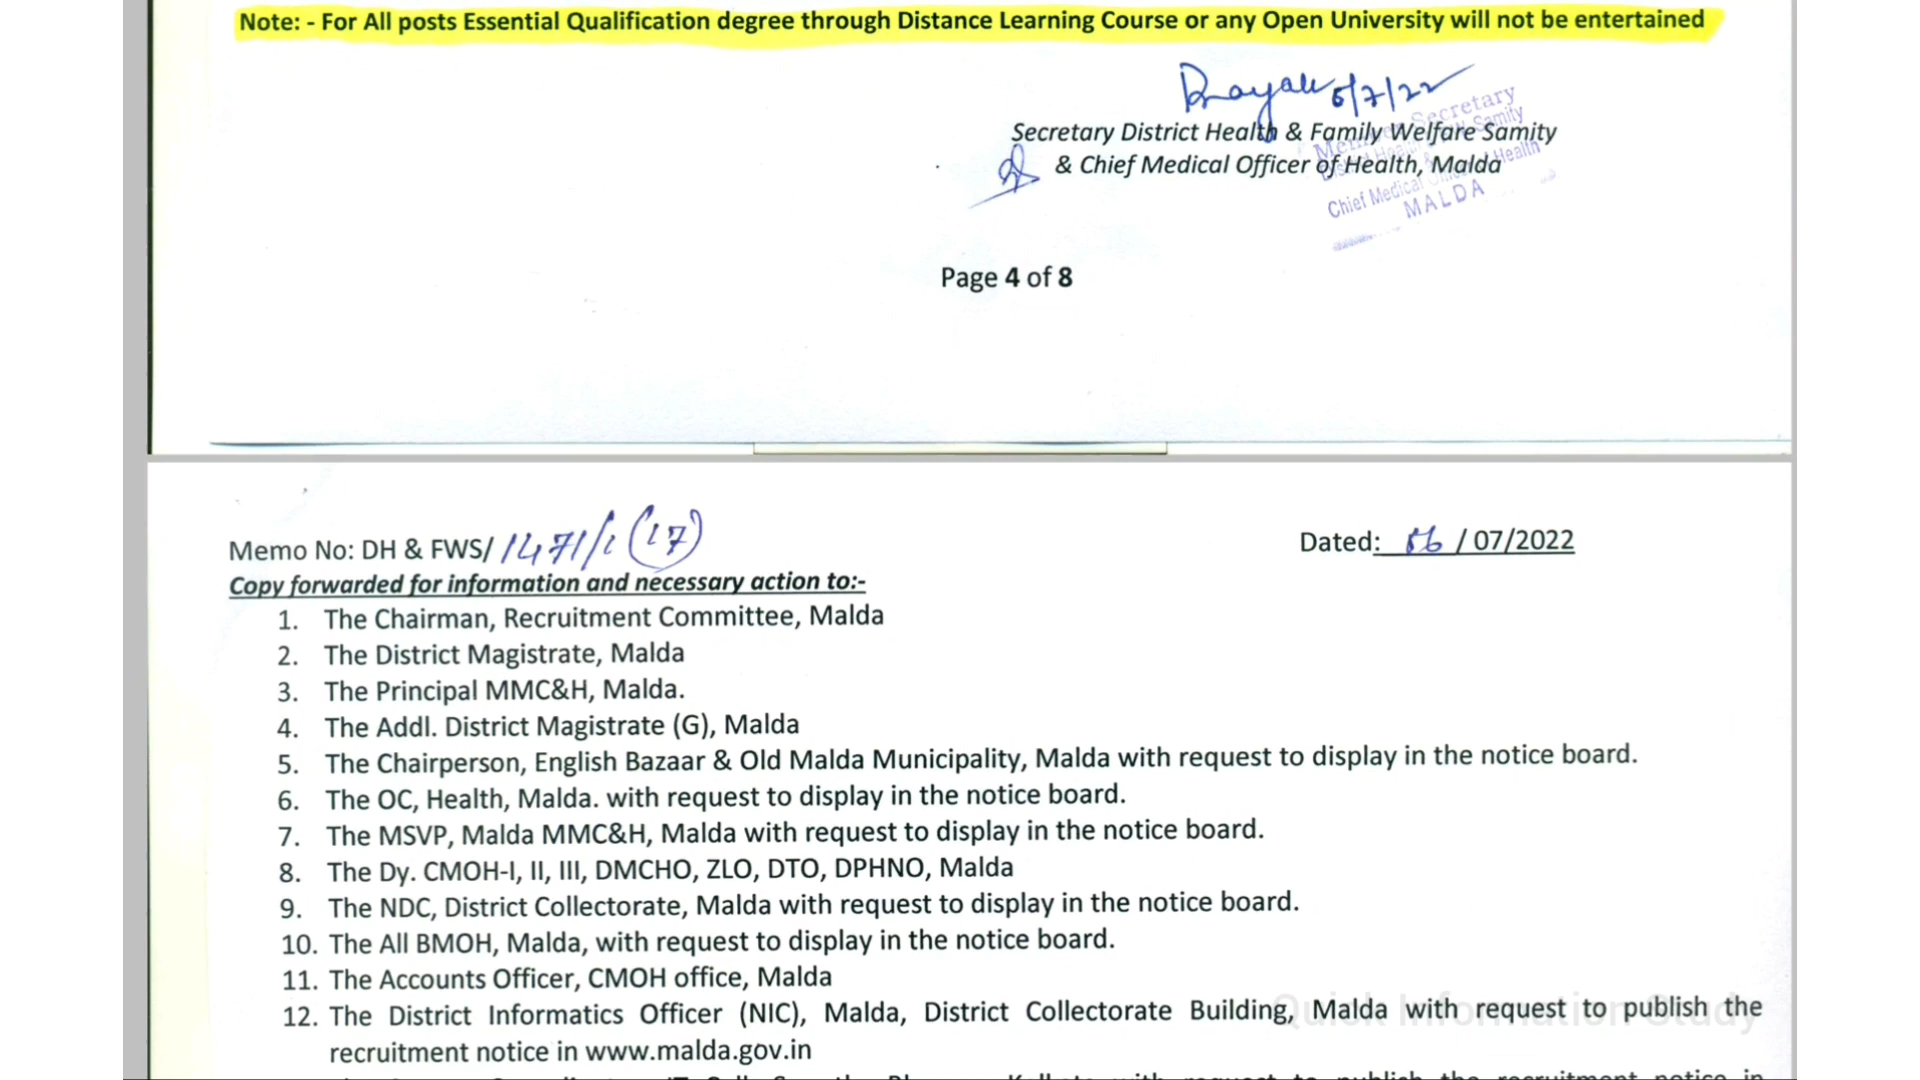 Note: - For All posts Essential Qualification degree through Distance Learning Course or any Open University will not be entertained
5/7/22
Secretary District Health & Family Welfare Samity
& Chief Medical Officer of Health, Malda
Member Secretary
Samity
Chief Medical Health
MALDA
Page 4 of 8
Memo No: DH & FWS/ 1471/1 (17)
Dated: 06 / 07/2022
Copy forwarded for information and necessary action to:-
1. The Chairman, Recruitment Committee, Malda
2. The District Magistrate, Malda
3. The Principal MMC&H, Malda.
4. The Addl. District Magistrate (G), Malda
5. The Chairperson, English Bazaar & Old Malda Municipality, Malda with request to display in the notice board.
6. The OC, Health, Malda. with request to display in the notice board.
7. The MSVP, Malda MMC&H, Malda with request to display in the notice board.
8. The Dy. CMOH-I, II, III, DMCHO, ZLO, DTO, DPHNO, Malda
9. The NDC, District Collectorate, Malda with request to display in the notice board.
10. The All BMOH, Malda, with request to display in the notice board.
11. The Accounts Officer, CMOH office, Malda
12. The District Informatics Officer (NIC), Malda, District Collectorate Building, Malda with request to publish the
recruitment notice in www.malda.gov.in
Quick Information Study